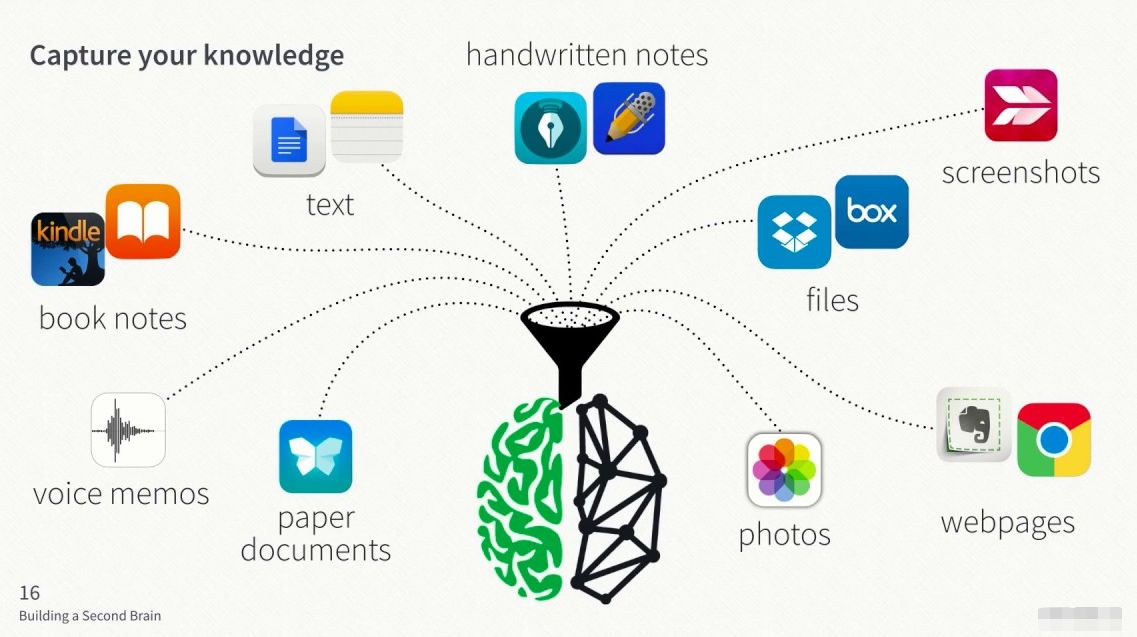 Capture your knowledge
handwritten notes
text
screenshots
kindle
box
book notes
files
voice memos
paper
documents
photos
webpages
16
Building a Second Brain